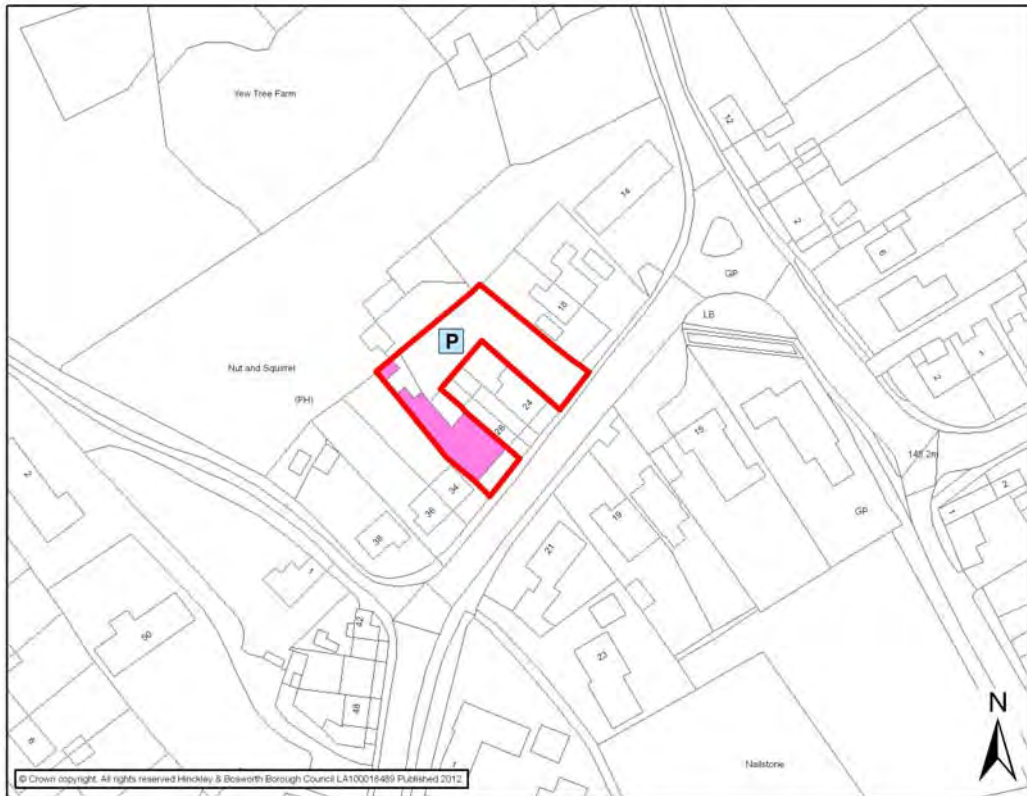 Yew Tree Farm
12
14
2
6
18
GP
LB
P
1
2
Nut and Squirrel
(PH)
24
26
15
148.2m
2
1
2
34
36
19
GP
38
21
1
50
42
23
48
8
1
Nailstone
N
© Crown copyright. All rights reserved Hinckley & Bosworth Borough Council LA100018489 Published 2012